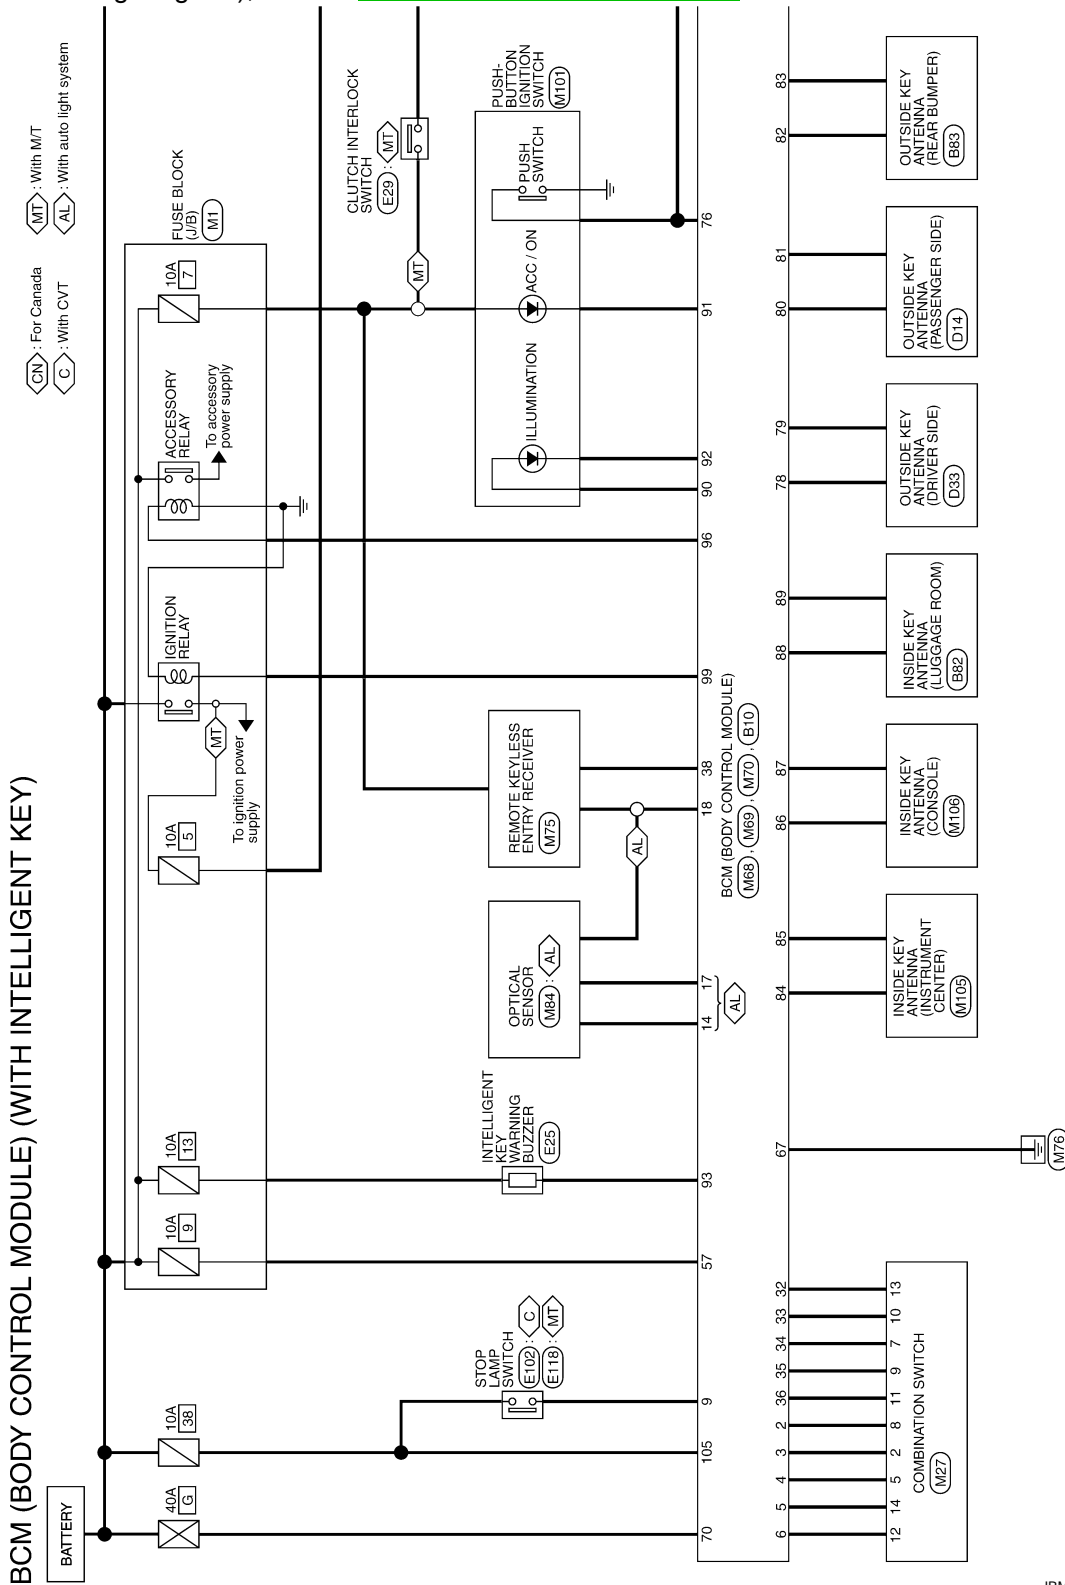 BCM (BODY CONTROL MODULE) (WITH INTELLIGENT KEY)
CN : For Canada
C : With CVT
MT : With M/T
AL : With auto light system
BATTERY
40A
G
10A
38
10A
9
10A
13
10A
5
MT
To ignition power
supply
IGNITION
RELAY
ACCESSORY
RELAY
To accessory
power supply
10A
7
FUSE BLOCK
(J/B)
M1
STOP
LAMP
SWITCH
E102 : C
E118 : MT
INTELLIGENT
KEY
WARNING
BUZZER
E25
OPTICAL
SENSOR
M84 : AL
AL
REMOTE KEYLESS
ENTRY RECEIVER
M75
MT
CLUTCH INTERLOCK
SWITCH
E29 : MT
ILLUMINATION
ACC / ON
PUSH
SWITCH
PUSH-
BUTTON
IGNITION
SWITCH
M101
70
105
9
57
93
14
17
AL
18
38
99
96
90
92
91
76
BCM (BODY CONTROL MODULE)
M68 , M69 , M70 , B10
6
5
4
3
2
36
35
34
33
32
67
84
85
86
87
88
89
78
79
80
81
82
83
12
14
5
2
8
11
9
7
10
13
COMBINATION SWITCH
M27
M76
INSIDE KEY
ANTENNA
(INSTRUMENT
CENTER)
M105
INSIDE KEY
ANTENNA
(CONSOLE)
M106
INSIDE KEY
ANTENNA
(LUGGAGE ROOM)
B82
OUTSIDE KEY
ANTENNA
(DRIVER SIDE)
D33
OUTSIDE KEY
ANTENNA
(PASSENGER SIDE)
D14
OUTSIDE KEY
ANTENNA
(REAR BUMPER)
B83